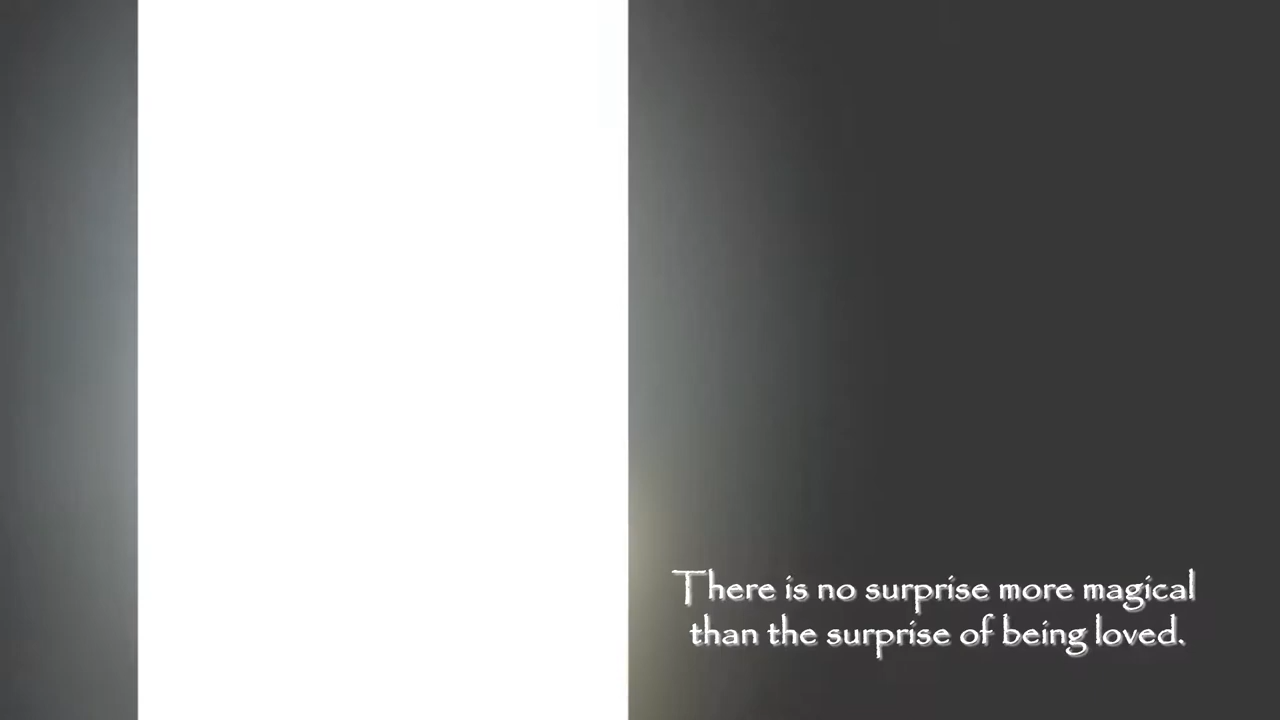 There is no surprise more magical
than the surprise of being loved.